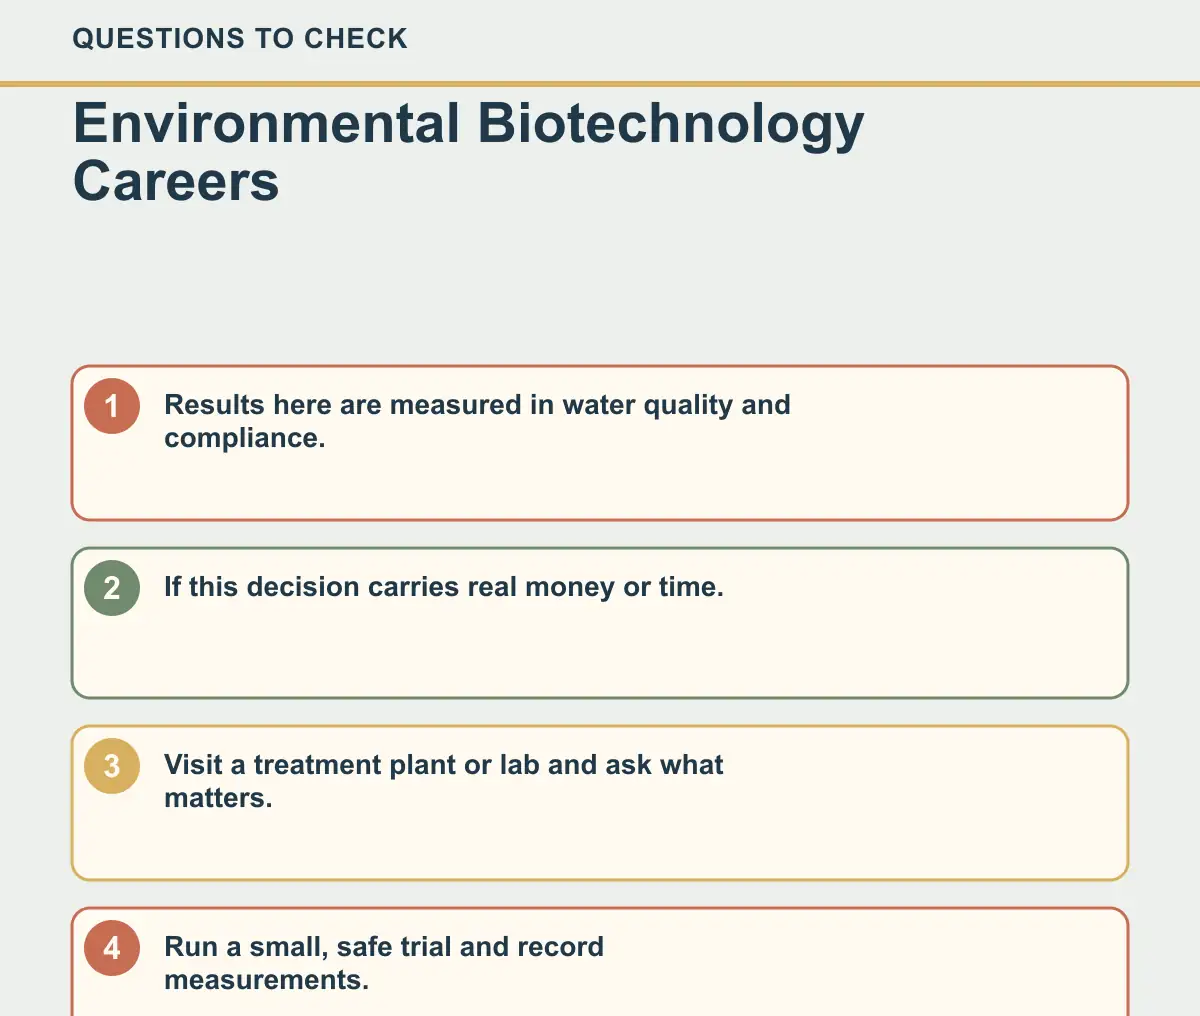 QUESTIONS TO CHECK
Environmental Biotechnology
Careers
1
Results here are measured in water quality and
compliance.
2
If this decision carries real money or time.
3
Visit a treatment plant or lab and ask what
matters.
4
Run a small, safe trial and record
measurements.